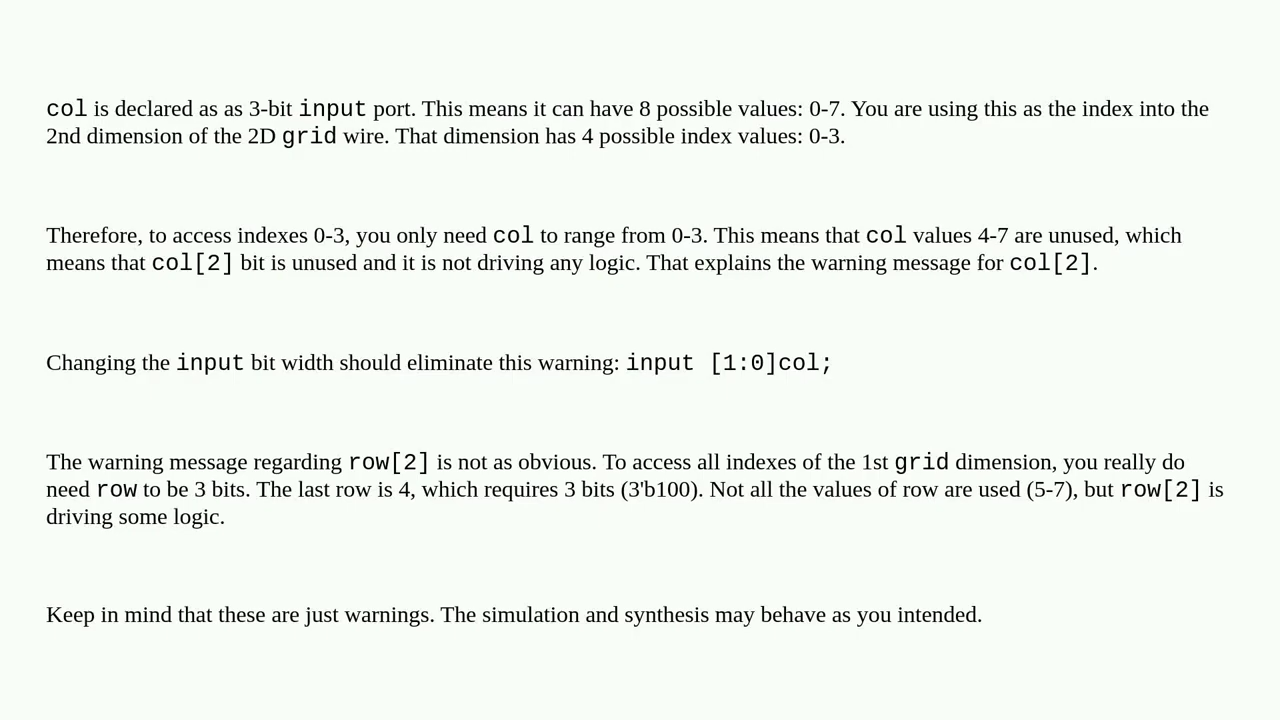 col is declared as as 3-bit input port. This means it can have 8 possible values: 0-7. You are using this as the index into the
2nd dimension of the 2D grid wire. That dimension has 4 possible index values: 0-3.
Therefore, to access indexes 0-3, you only need col to range from 0-3. This means that col values 4-7 are unused, which
means that col[2] bit is unused and it is not driving any logic. That explains the warning message for col[2].
Changing the input bit width should eliminate this warning: input [1:0]col;
The warning message regarding row[2] is not as obvious. To access all indexes of the 1st grid dimension, you really do
need row to be 3 bits. The last row is 4, which requires 3 bits (3'b100). Not all the values of row are used (5-7), but row[2] is
driving some logic.
Keep in mind that these are just warnings. The simulation and synthesis may behave as you intended.